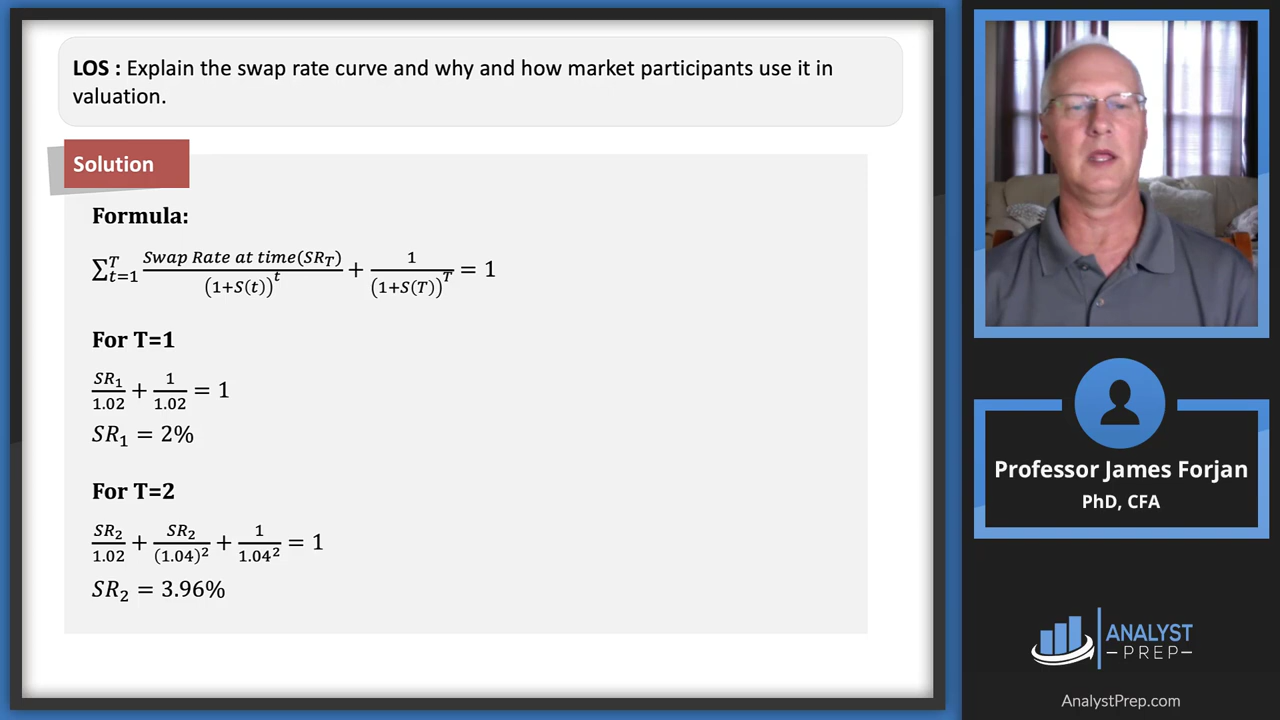 LOS : Explain the swap rate curve and why and how market participants use it in
valuation.
Solution
Formula:
∑ᵀₜ₌₁ Swap Rate at time(SR_T)/(1+S(t))^t + 1/(1+S(T))^T = 1
For T=1
SR₁/1.02 + 1/1.02 = 1
SR₁ = 2%
For T=2
SR₂/1.02 + SR₂/(1.04)² + 1/1.04² = 1
SR₂ = 3.96%
Professor James Forjan
PhD, CFA
ANALYST
–PREP–
AnalystPrep.com